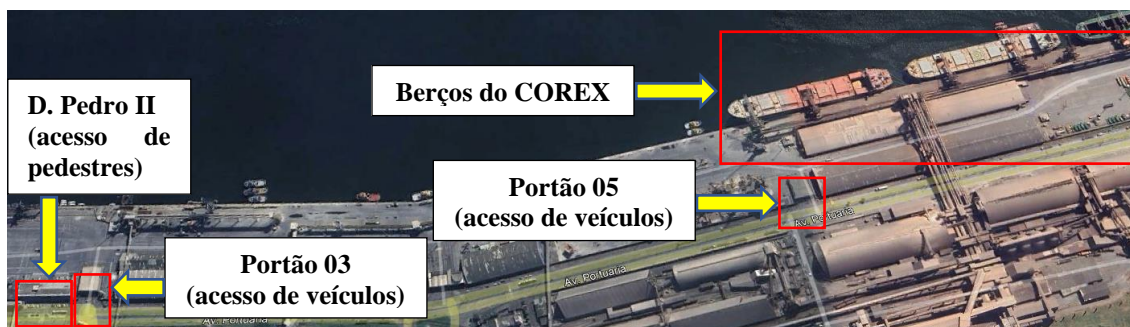 D. Pedro II
(acesso de
pedestres)
Berços do COREX
Portão 05
(acesso de veículos)
Av. Portuária
Portão 03
(acesso de veículos)
Av. Portuária
Av. Portuária